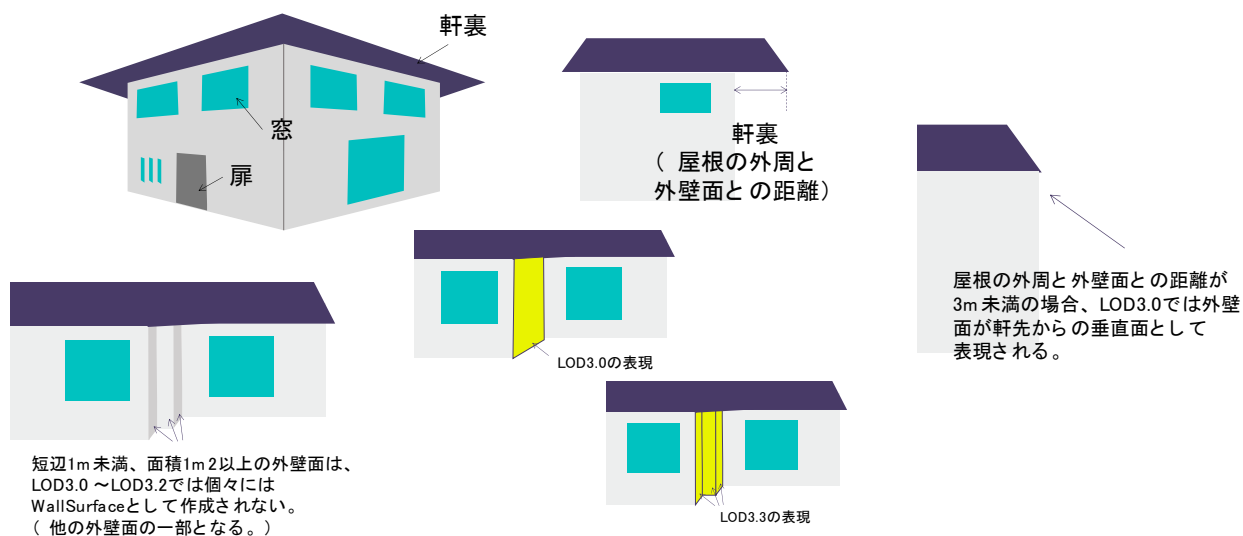 軒裏
窓
扉
軒裏
( 屋根の外周と
外壁面との距離)
屋根の外周と外壁面との距離が
3m未満の場合、LOD3.0では外壁
面が軒先からの垂直面として
表現される。
LOD3.0の表現
短辺1m未満、面積1m2以上の外壁面は、
LOD3.0 ～LOD3.2では個々には
WallSurfaceとして作成されない。
( 他の外壁面の一部となる。)
LOD3.3の表現